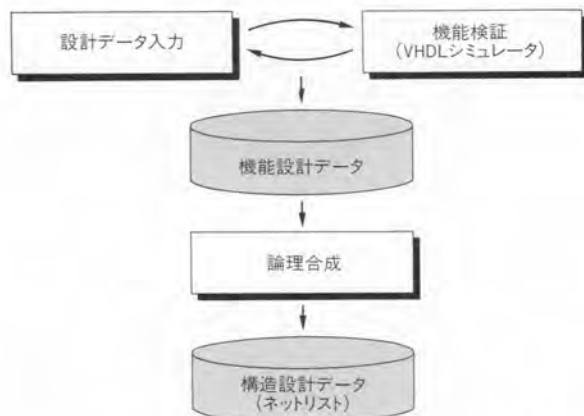 設計データ入力
機能検証
(VHDLシミュレータ)
機能設計データ
論理合成
構造設計データ
(ネットリスト)